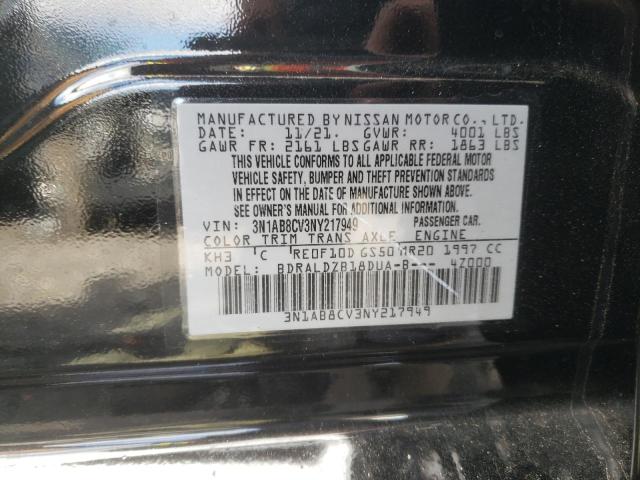 MANUFACTURED BY NISSAN MOTOR CO., LTD.
DATE: 11/21. GVWR: 4001 LBS
GAWR FR: 2161 LBS GAWR RR: 1863 LBS
THIS VEHICLE CONFORMS TO ALL APPLICABLE FEDERAL MOTOR
VEHICLE SAFETY, BUMPER AND THEFT PREVENTION STANDARDS
IN EFFECT ON THE DATE OF MANUFACTURE SHOWN ABOVE.
SEE OWNER'S MANUAL FOR ADDITIONAL INFORMATION.
VIN: 3N1AB8CV3NY217949 PASSENGER CAR.
COLOR TRIM TRANS AXLE ENGINE
KH3 C RE0F10D GS50 MR20 1997 CC
MODEL: BDRALDZB18DUA-B--- 4Z000
3N1AB8CV3NY217949